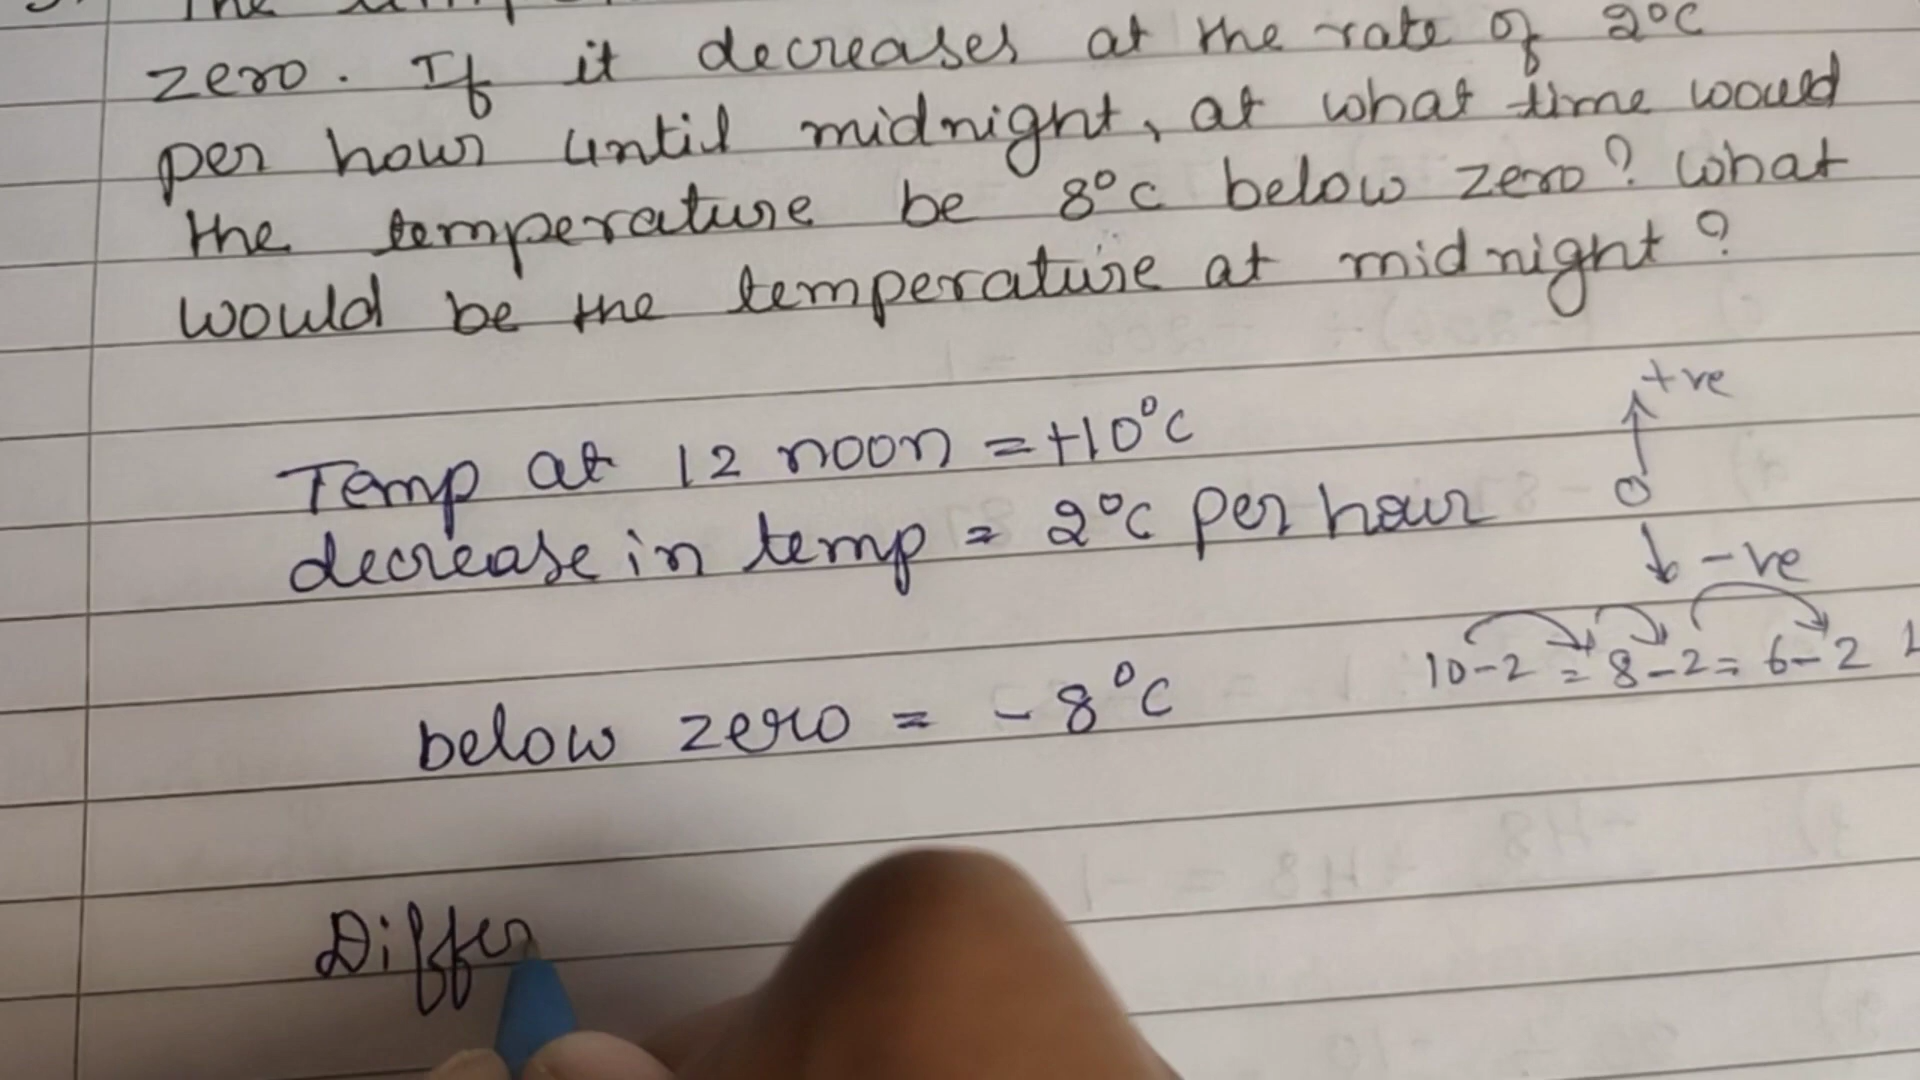 The temp
zero. If it decreases at the rate of 2°C
per hour until midnight, at what time would
the temperature be 8°C below zero? What
would be the temperature at midnight?
+ve
Temp at 12 noon = +10°C
0
decrease in temp = 2°C per hour
-ve
10-2 = 8-2 = 6-2
below zero = - 8°C
Differ